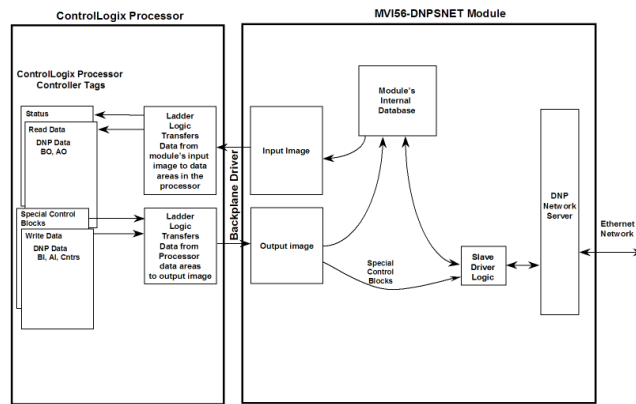 ControlLogix Processor
MVI56-DNPSNET Module
ControlLogix Processor
Controller Tags
Status
Read Data
DNP Data
BO, AO
Special Control
Blocks
Write Data
DNP Data
BI, AI, Cntrs
Ladder
Logic
Transfers
Data from
module's input
image to data
areas in the
processor
Ladder
Logic
Transfers
Data from
Processor
data areas
to output image
Backplane Driver
Input Image
Output image
Module's
Internal
Database
Special
Control
Blocks
Slave
Driver
Logic
DNP
Network
Server
Ethernet
Network